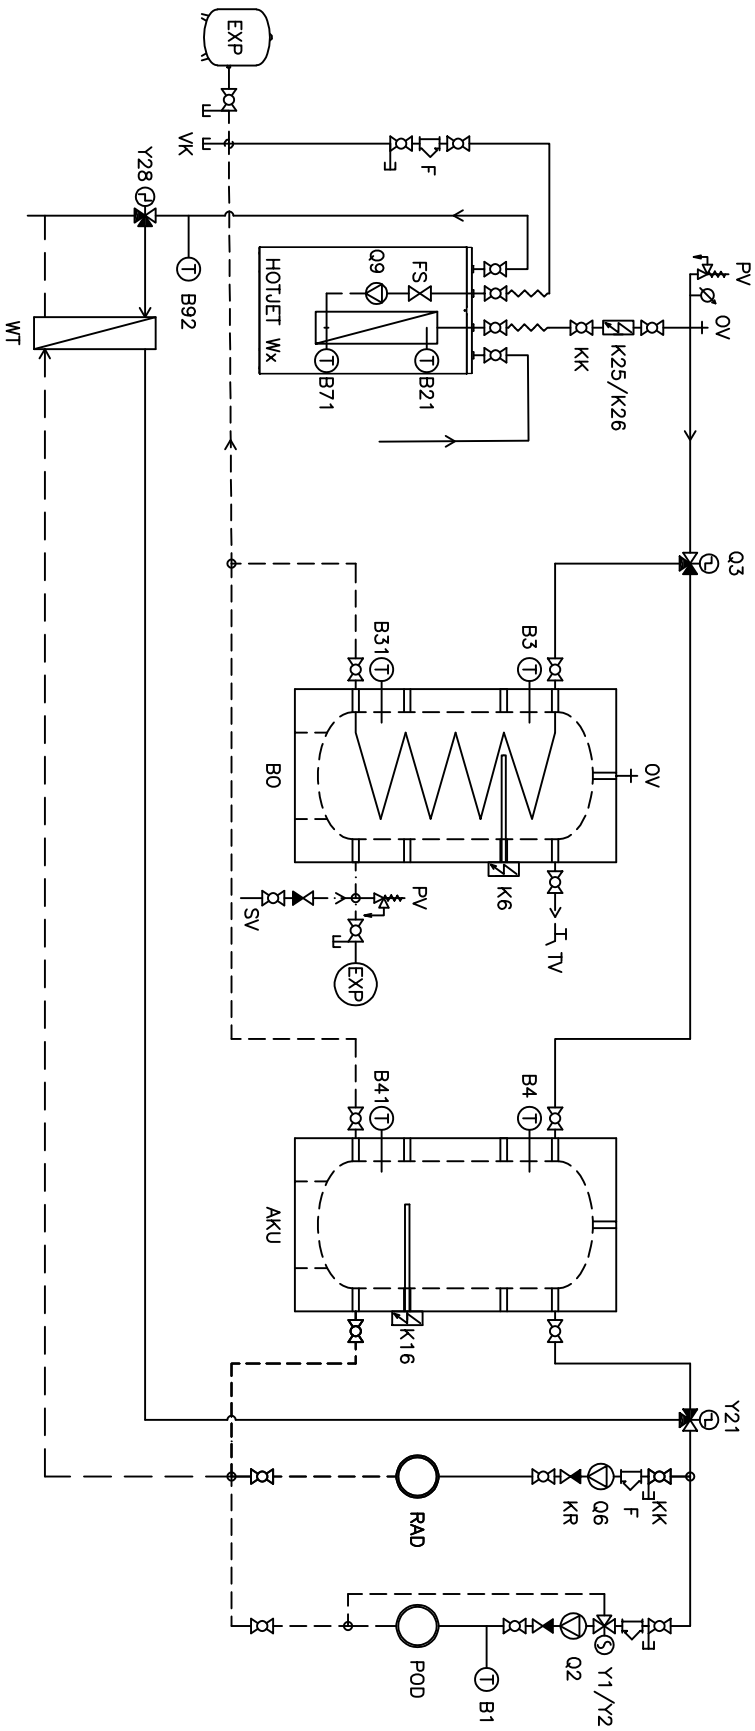 EXP
VK
F
PV
OV
Y28
B92
Q9
FS
HOTJET Wx
B71
B21
KK
K25/K26
WT
Q3
B31
B3
BO
OV
K6
PV
SV
EXP
TV
B41
B4
AKU
K16
Y21
RAD
KR
Q6
F
KK
POD
B1
Q2
Y1/Y2
T
T
T
T
T
T
T
T
S